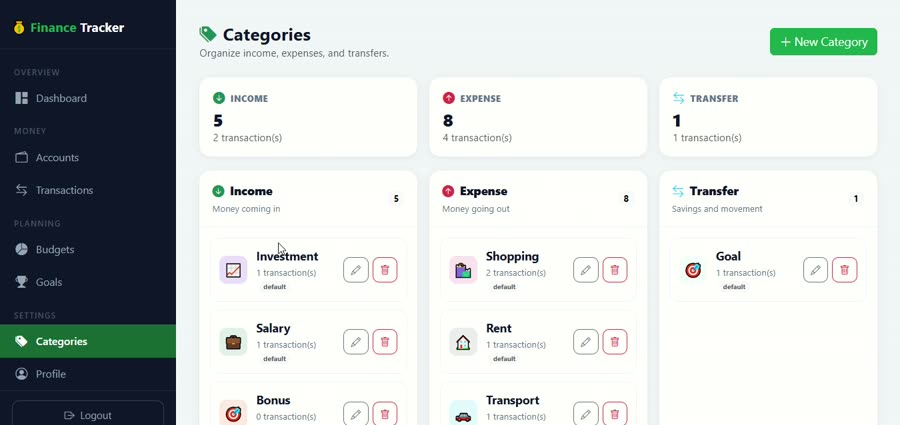 Finance Tracker
OVERVIEW
Dashboard
MONEY
Accounts
Transactions
PLANNING
Budgets
Goals
SETTINGS
Categories
Profile
Logout
Categories
Organize income, expenses, and transfers.
+ New Category
INCOME
5
2 transaction(s)
EXPENSE
8
4 transaction(s)
TRANSFER
1
1 transaction(s)
Income
5
Money coming in
Investment
1 transaction(s)
default
Salary
1 transaction(s)
default
Bonus
0 transaction(s)
Expense
8
Money going out
Shopping
2 transaction(s)
default
Rent
1 transaction(s)
default
Transport
1 transaction(s)
Transfer
1
Savings and movement
Goal
1 transaction(s)
default